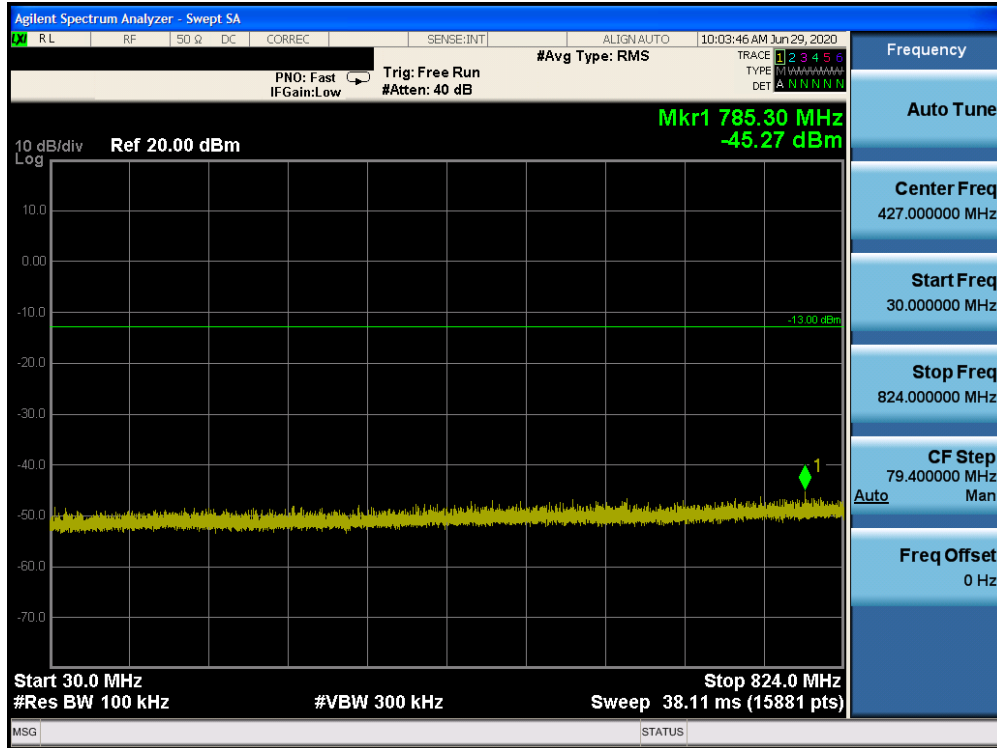 Agilent Spectrum Analyzer - Swept SA
LXI RL RF 50 Ω DC CORREC SENSE:INT ALIGN AUTO 10:03:46 AM Jun 29, 2020
#Avg Type: RMS TRACE 1 2 3 4 5 6
PNO: Fast Trig: Free Run TYPE M WWWWW
IFGain:Low #Atten: 40 dB DET A N N N N N
Mkr1 785.30 MHz
-45.27 dBm
10 dB/div Ref 20.00 dBm
Log
10.0
0.00
-10.0
-13.00 dBm
-20.0
-30.0
-40.0
1
-50.0
-60.0
-70.0
Start 30.0 MHz Stop 824.0 MHz
#Res BW 100 kHz #VBW 300 kHz Sweep 38.11 ms (15881 pts)
MSG STATUS
Frequency
Auto Tune
Center Freq
427.000000 MHz
Start Freq
30.000000 MHz
Stop Freq
824.000000 MHz
CF Step
79.400000 MHz
Auto Man
Freq Offset
0 Hz